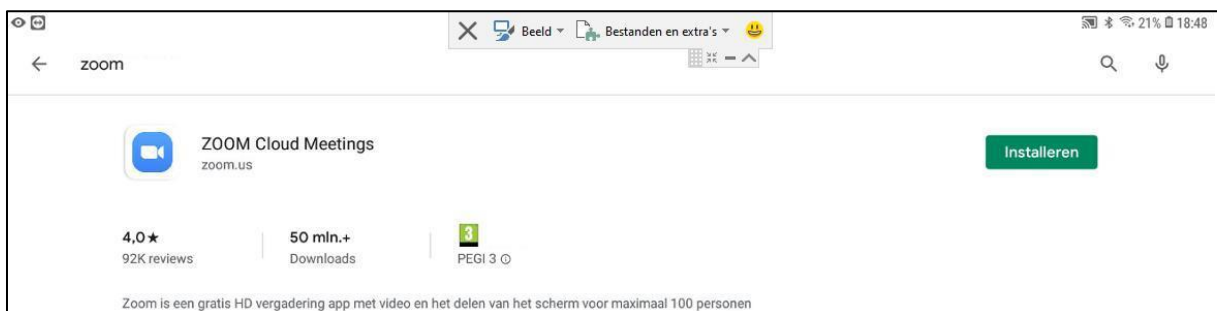 Beeld Bestanden en extra's
21% 18:48
zoom
ZOOM Cloud Meetings
zoom.us
Installeren
4,0★ 50 mln.+ 3
92K reviews Downloads PEGI 3
Zoom is een gratis HD vergadering app met video en het delen van het scherm voor maximaal 100 personen